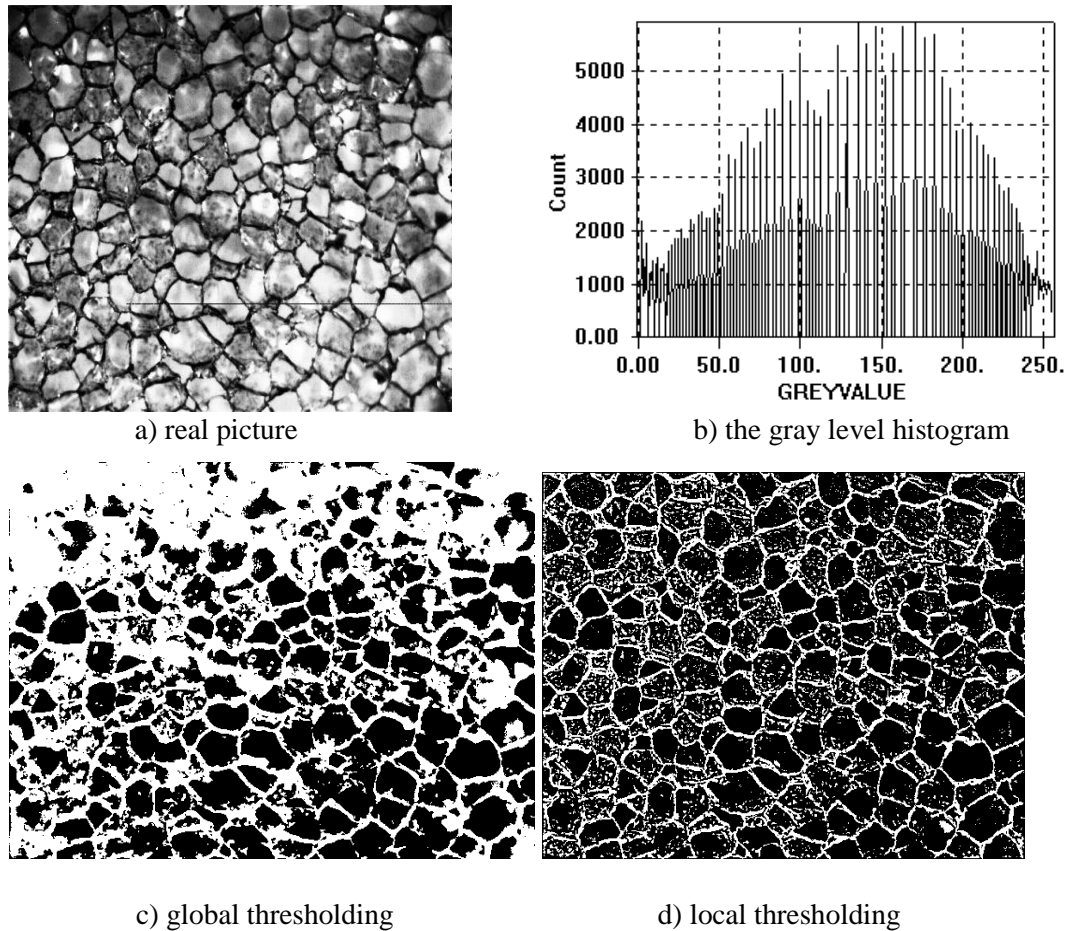 5000
4000
3000
2000
1000
0.00
Count
0.00 50.0 100. 150. 200. 250.
GREYVALUE
a) real picture
b) the gray level histogram
c) global thresholding
d) local thresholding